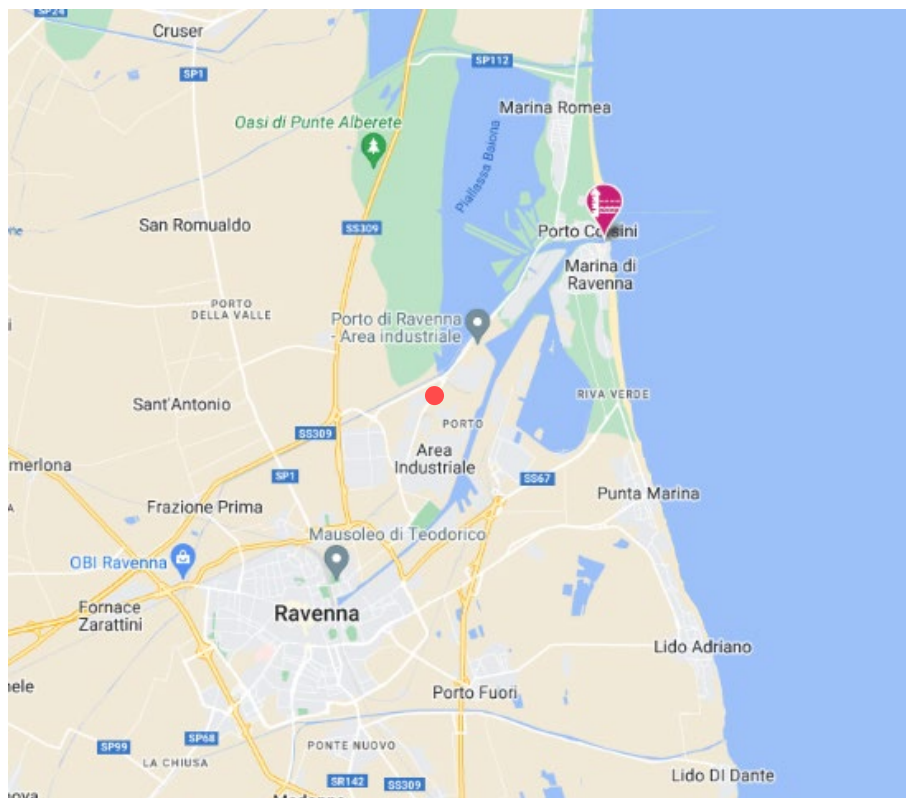 SP24
Cruser
SP1
SP112
Marina Romea
Oasi di Punte Alberete
Piallassa Baiona
San Romualdo
SS309
Porto Corsini
Marina di
Ravenna
PORTO
DELLA VALLE
Porto di Ravenna
- Area industriale
Sant'Antonio
RIVA VERDE
PORTO
SS309
Area
Industriale
merlona
SP1
SS67
Punta Marina
Frazione Prima
Mausoleo di Teodorico
OBI Ravenna
Fornace
Zarattini
Ravenna
Lido Adriano
nele
Porto Fuori
SP68
SP99
PONTE NUOVO
LA CHIUSA
SR142
SS309
Lido DI Dante